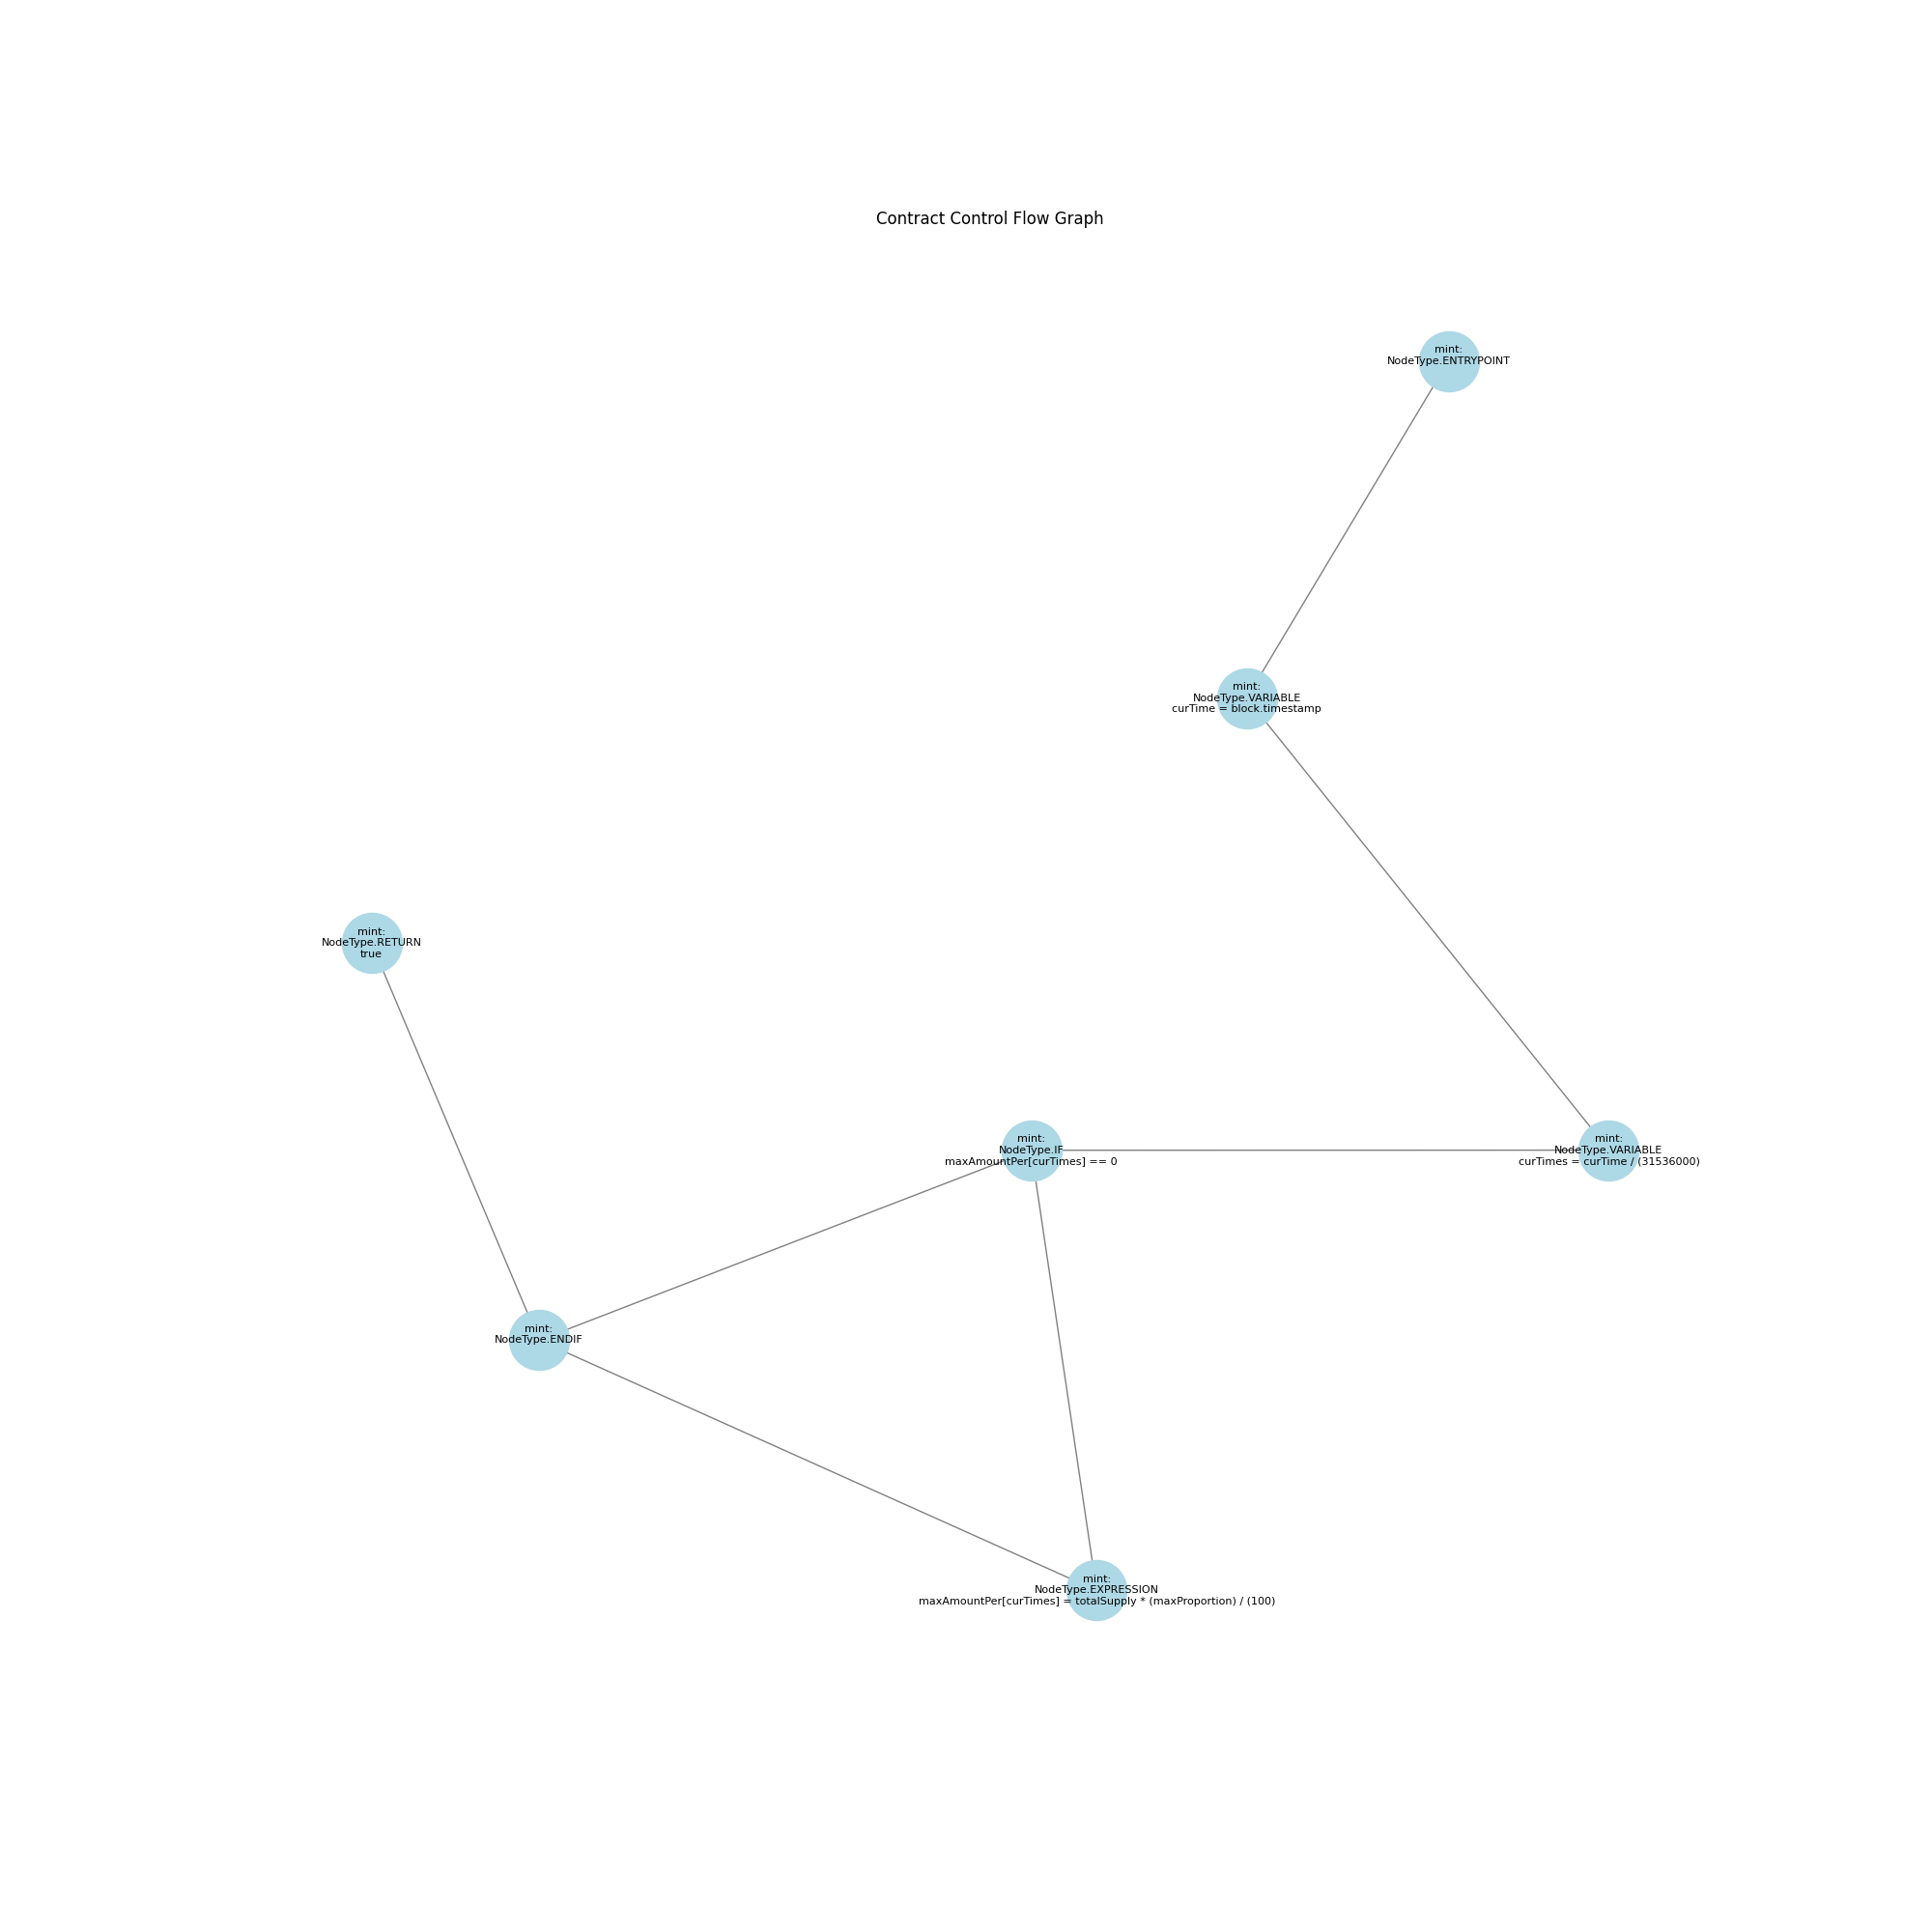 Contract Control Flow Graph
mint:
NodeType.ENTRYPOINT
mint:
NodeType.VARIABLE
curTime = block.timestamp
mint:
NodeType.RETURN
true
mint:
NodeType.IF
maxAmountPer[curTimes] == 0
mint:
NodeType.VARIABLE
curTimes = curTime / (31536000)
mint:
NodeType.ENDIF
mint:
NodeType.EXPRESSION
maxAmountPer[curTimes] = totalSupply * (maxProportion) / (100)